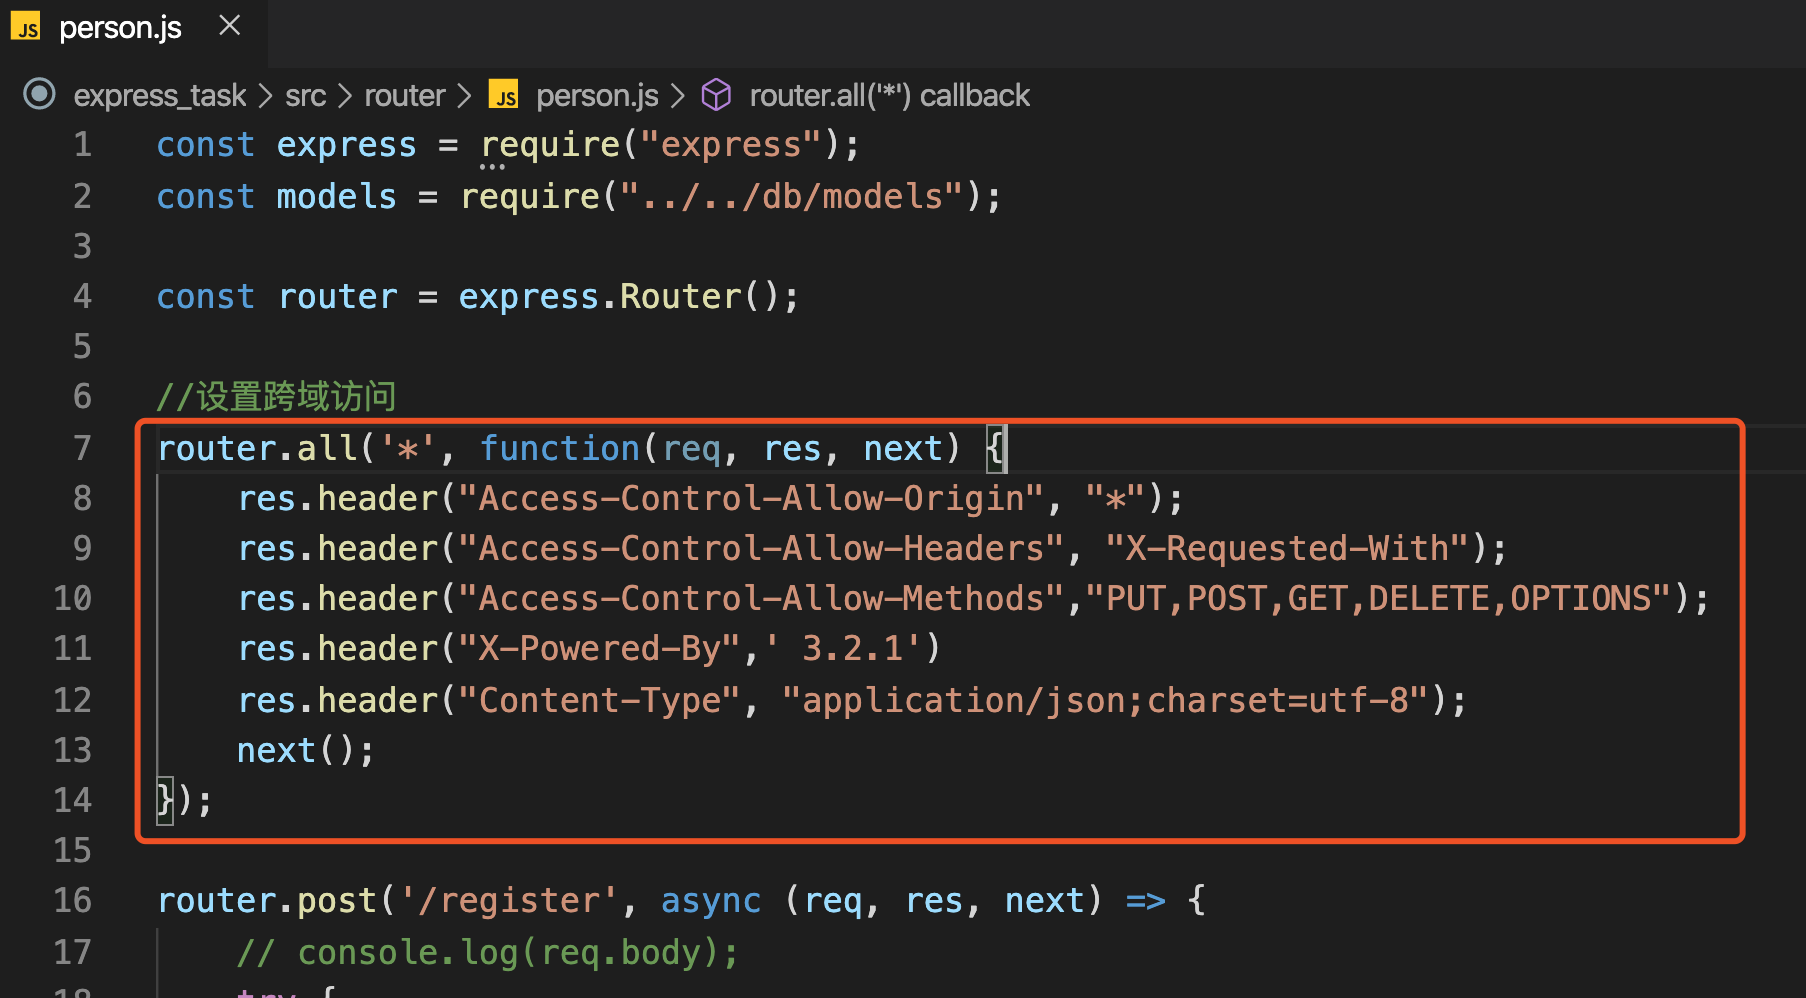 JS person.js
express_task > src > router > JS person.js > router.all('*') callback
1 const express = require("express");
2 const models = require("../../db/models");
3
4 const router = express.Router();
5
6 //设置跨域访问
7 router.all('*', function(req, res, next) {
8 res.header("Access-Control-Allow-Origin", "*");
9 res.header("Access-Control-Allow-Headers", "X-Requested-With");
10 res.header("Access-Control-Allow-Methods","PUT,POST,GET,DELETE,OPTIONS");
11 res.header("X-Powered-By",' 3.2.1')
12 res.header("Content-Type", "application/json;charset=utf-8");
13 next();
14 });
15
16 router.post('/register', async (req, res, next) => {
17 // console.log(req.body);
18 try {